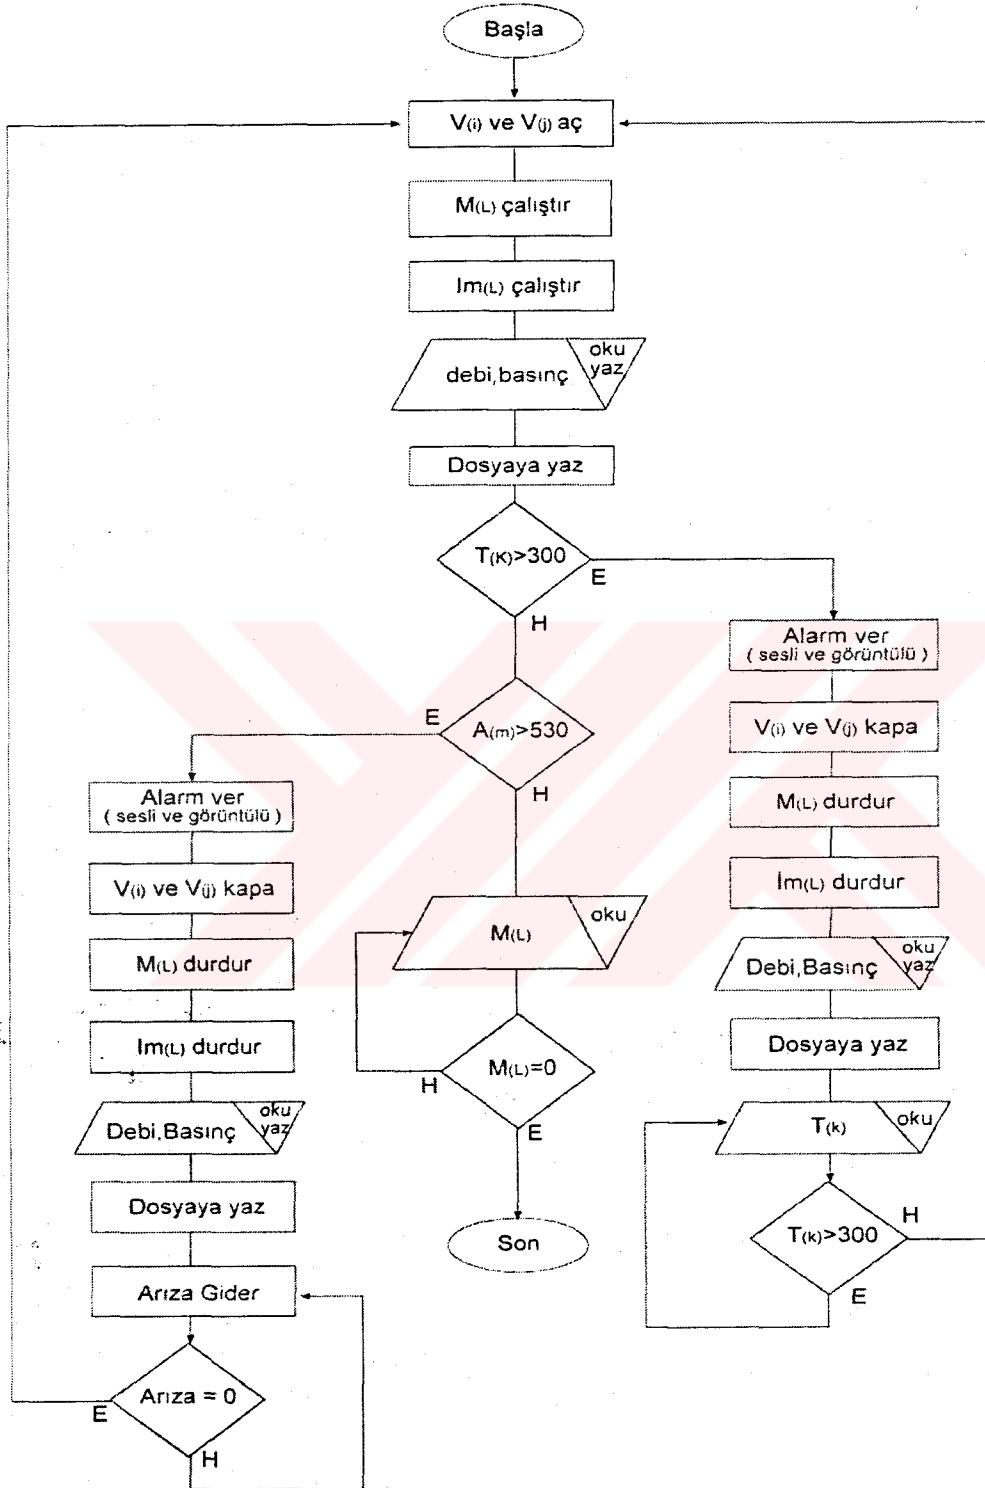 Başla
V(i) ve V(j) aç
M(L) çalıştır
Im(L) çalıştır
debi,basınç
oku
yaz
Dosyaya yaz
T(K)>300
E
H
A(m)>530
E
H
M(L)
oku
M(L)=0
H
E
Son
Alarm ver
( sesli ve görüntülü )
V(i) ve V(j) kapa
M(L) durdur
Im(L) durdur
Debi,Basınç
oku
yaz
Dosyaya yaz
Arıza Gider
Arıza = 0
E
H
Alarm ver
( sesli ve görüntülü )
V(i) ve V(j) kapa
M(L) durdur
Im(L) durdur
Debi,Basınç
oku
yaz
Dosyaya yaz
T(k)
oku
T(k)>300
H
E